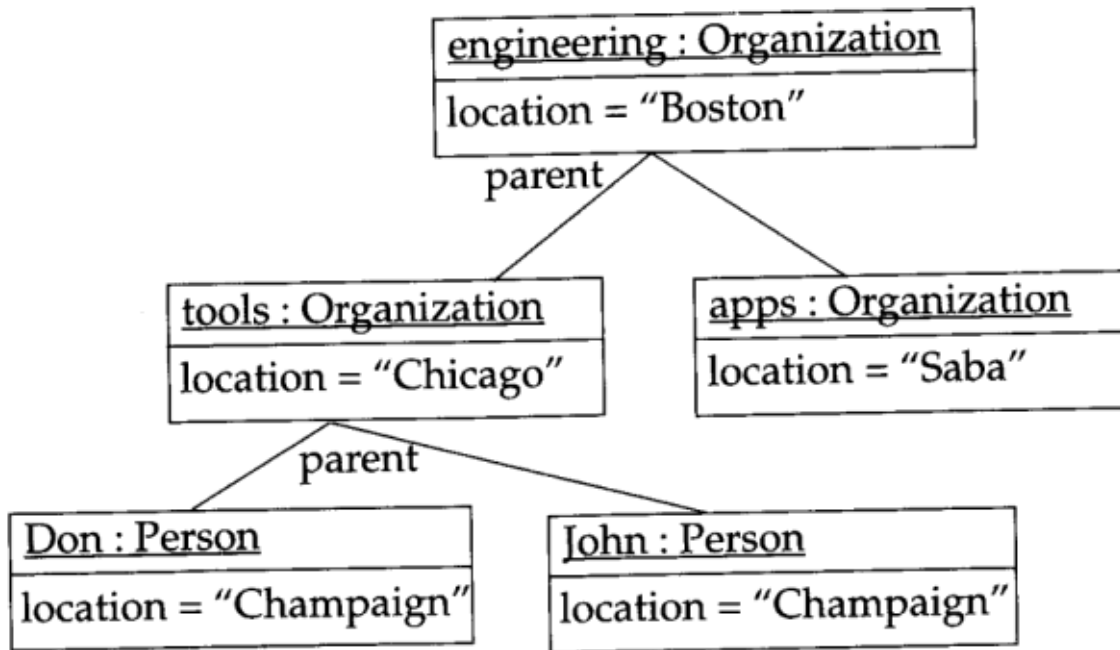 engineering : Organization
location = “Boston”
parent
tools : Organization
location = “Chicago”
apps : Organization
location = “Saba”
parent
Don : Person
location = “Champaign”
John : Person
location = “Champaign”